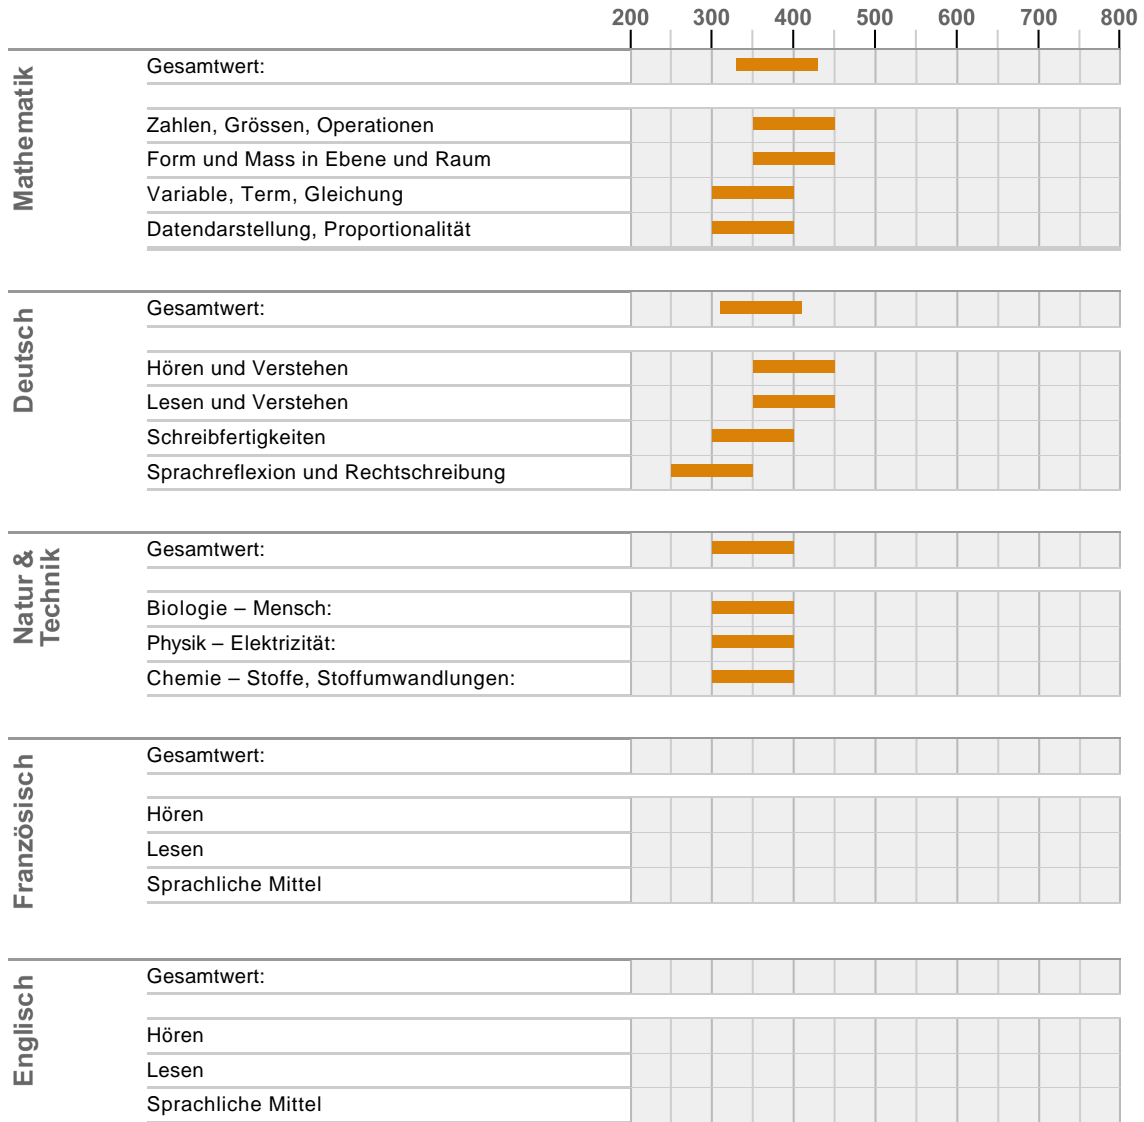 200 300 400 500 600 700 800
Mathematik
Gesamtwert:
Zahlen, Grössen, Operationen
Form und Mass in Ebene und Raum
Variable, Term, Gleichung
Datendarstellung, Proportionalität
Deutsch
Gesamtwert:
Hören und Verstehen
Lesen und Verstehen
Schreibfertigkeiten
Sprachreflexion und Rechtschreibung
Natur &
Technik
Gesamtwert:
Biologie – Mensch:
Physik – Elektrizität:
Chemie – Stoffe, Stoffumwandlungen:
Französisch
Gesamtwert:
Hören
Lesen
Sprachliche Mittel
Englisch
Gesamtwert:
Hören
Lesen
Sprachliche Mittel